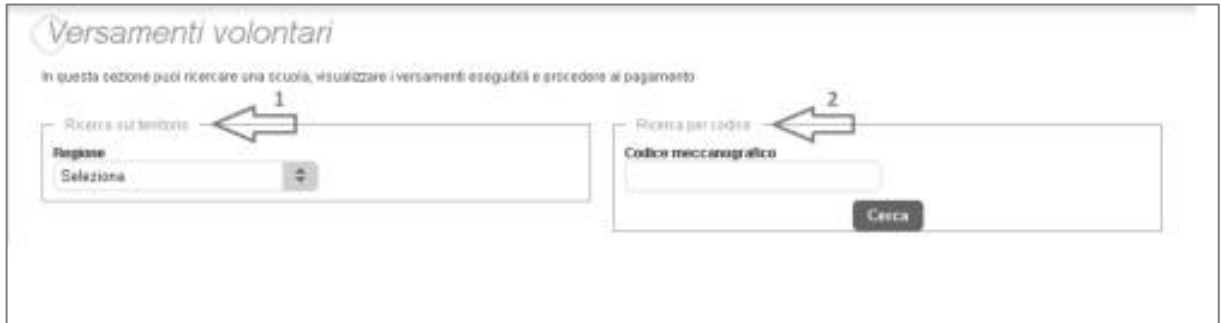 Versamenti volontari
In questa sezione puoi ricercare una scuola, visualizzare i versamenti eseguibili e procedere al pagamento
1
2
Ricerca sul territorio
Ricerca per codice
Regione
Codice meccanografico
Seleziona
Cerca